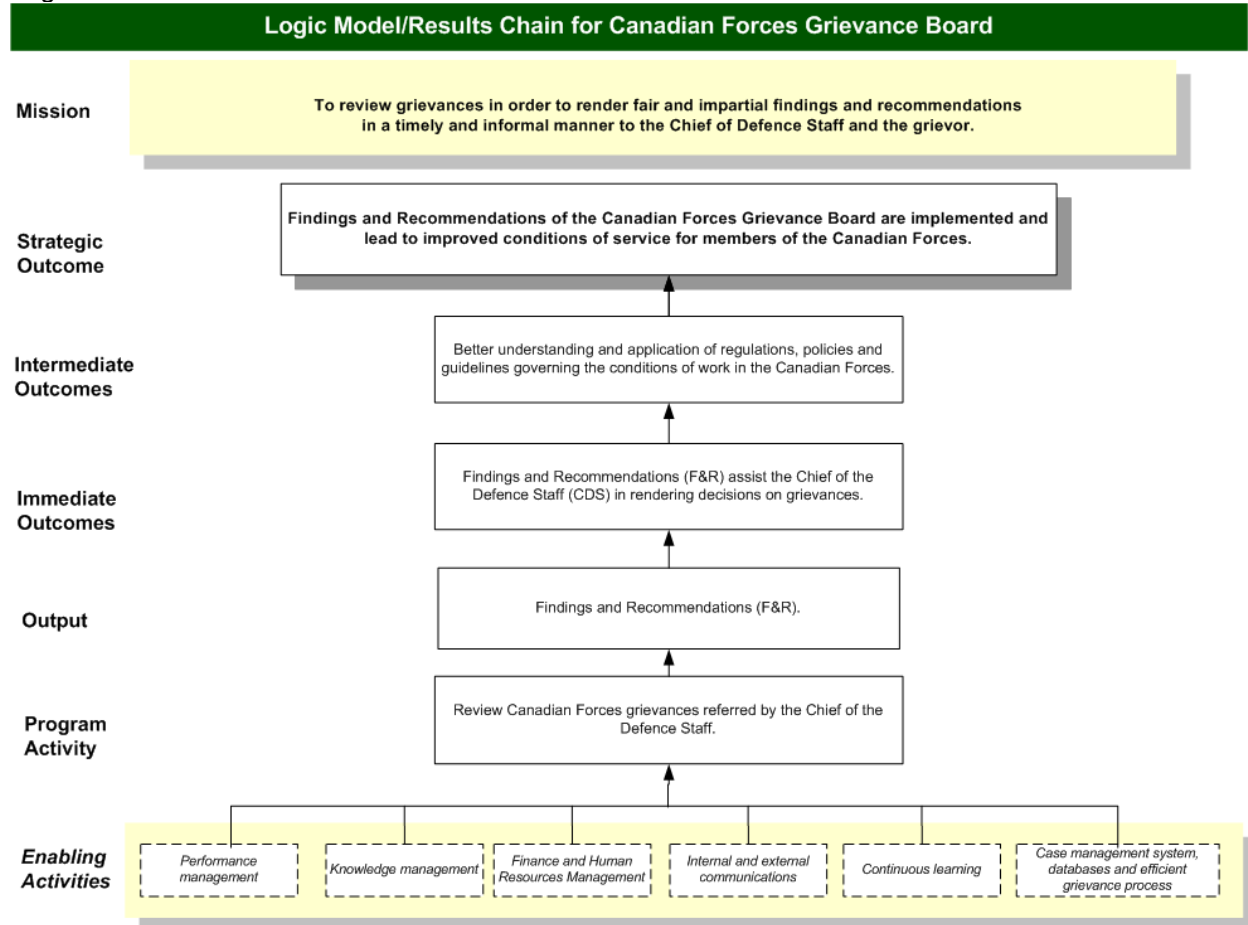 Logic Model/Results Chain for Canadian Forces Grievance Board
Mission
To review grievances in order to render fair and impartial findings and recommendations
in a timely and informal manner to the Chief of Defence Staff and the grievor.
Strategic
Outcome
Findings and Recommendations of the Canadian Forces Grievance Board are implemented and
lead to improved conditions of service for members of the Canadian Forces.
Intermediate
Outcomes
Better understanding and application of regulations, policies and
guidelines governing the conditions of work in the Canadian Forces.
Immediate
Outcomes
Findings and Recommendations (F&R) assist the Chief of the
Defence Staff (CDS) in rendering decisions on grievances.
Output
Findings and Recommendations (F&R).
Program
Activity
Review Canadian Forces grievances referred by the Chief of the
Defence Staff.
Enabling
Activities
Performance
management
Knowledge management
Finance and Human
Resources Management
Internal and external
communications
Continuous learning
Case management system,
databases and efficient
grievance process